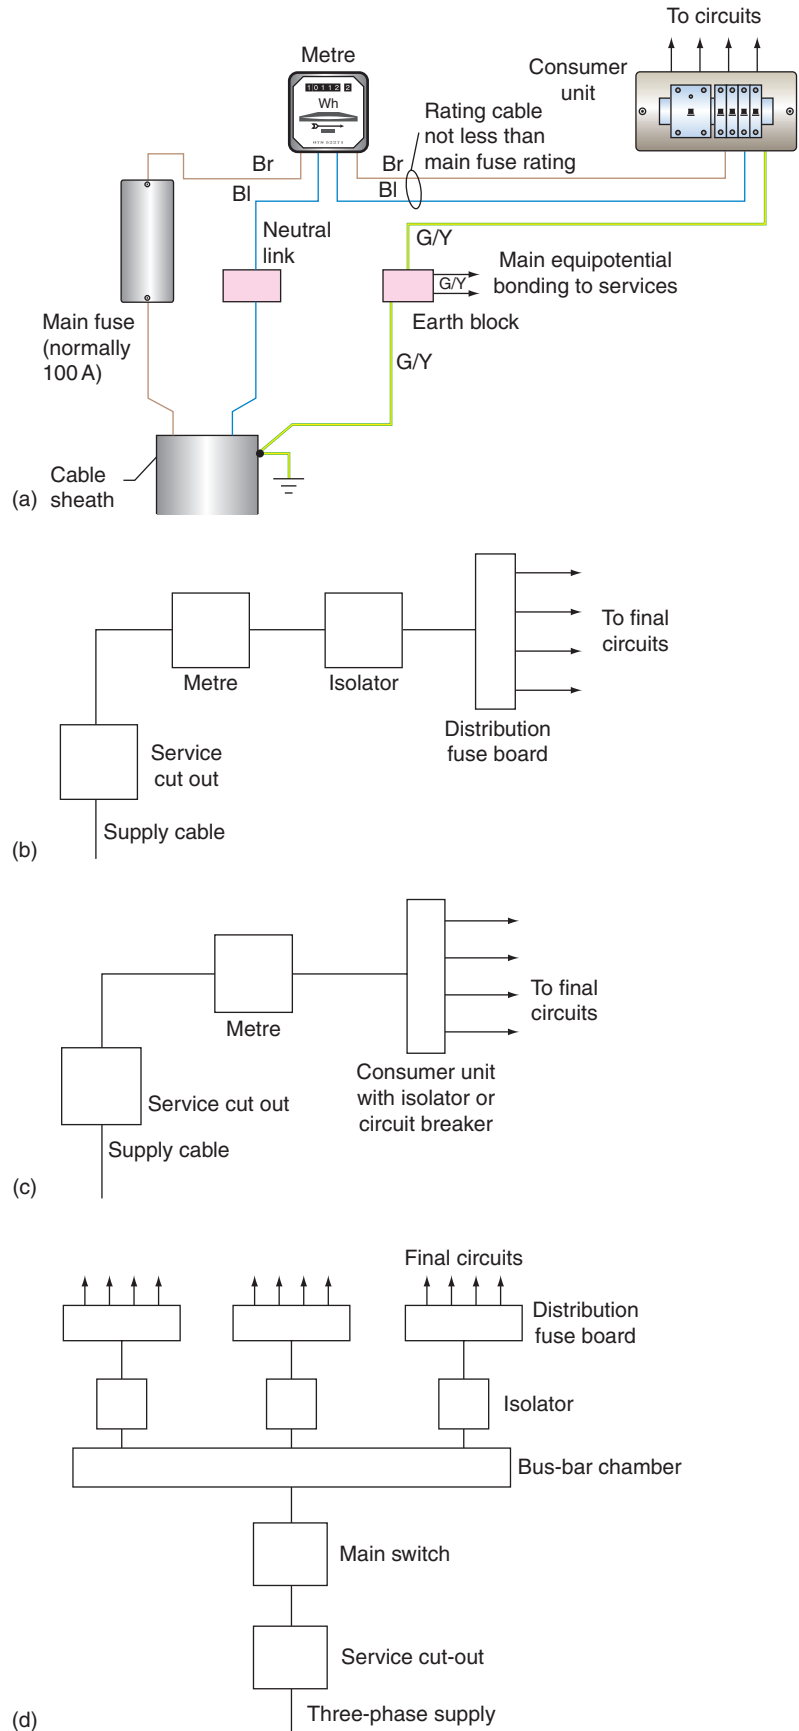 To circuits
Metre
Consumer
unit
10112 2
Wh
Rating cable
not less than
main fuse rating
Br
Br
Bl
Bl
G/Y
Neutral
link
Main equipotential
bonding to services
G/Y
Earth block
Main fuse
(normally
100 A)
G/Y
Cable
sheath
(a)
To final
circuits
Metre
Isolator
Distribution
fuse board
Service
cut out
Supply cable
(b)
To final
circuits
Metre
Consumer unit
with isolator or
circuit breaker
Service cut out
Supply cable
(c)
Final circuits
Distribution
fuse board
Isolator
Bus-bar chamber
Main switch
Service cut-out
Three-phase supply
(d)